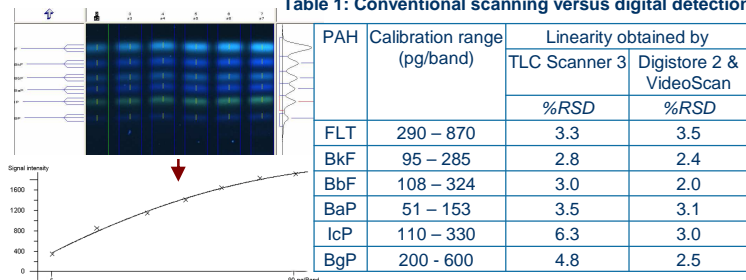 Table 1: Conventional scanning versus digital detection
PAH
Calibration range
(pg/band)
Linearity obtained by
TLC Scanner 3
Digistore 2 &
VideoScan
%RSD
%RSD
FLT 290 – 870 3.3 3.5
BkF 95 – 285 2.8 2.4
BbF 108 – 324 3.0 2.0
BaP 51 – 153 3.5 3.1
IcP 110 – 330 6.3 3.0
BgP 200 - 600 4.8 2.5
Signal intensity
1600
1200
800
400
0